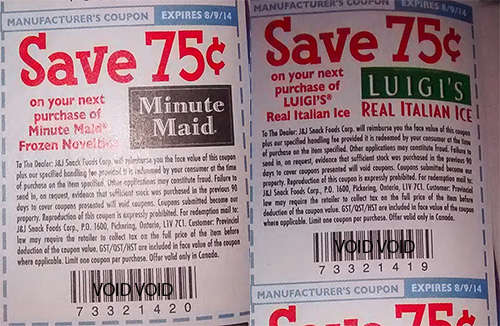 MANUFACTURER'S COUPON EXPIRES 8/9/14
Save 75¢
on your next
purchase of
Minute Maid®
Frozen Novelties
Minute
Maid
To The Dealer: J&J Snack Foods Corp. will reimburse you the face value of this coupon
plus our specified handling fee provided it is redeemed by your consumer at the time
of purchase on the item specified. Other applications may constitute fraud. Failure to
send in, on request, evidence that sufficient stock was purchased in the previous 90
days to cover coupons presented will void coupons. Coupons submitted become our
property. Reproduction of this coupon is expressly prohibited. For redemption mail to:
J&J Snack Foods Corp., P.O. 1600, Pickering, Ontario, L1V 7C1. Customer: Provincial
law may require the retailer to collect tax on the full price of the item before
deduction of the coupon value. GST/QST/HST are included in face value of the coupon
where applicable. Limit one coupon per purchase. Offer valid only in Canada.
VOID VOID
73321420
MANUFACTURER'S COUPON EXPIRES 8/9/14
Save 75¢
on your next
purchase of
LUIGI'S®
Real Italian Ice
LUIGI'S
REAL ITALIAN ICE
To The Dealer: J&J Snack Foods Corp. will reimburse you the face value of this coupon
plus our specified handling fee provided it is redeemed by your consumer at the time
of purchase on the item specified. Other applications may constitute fraud. Failure to
send in, on request, evidence that sufficient stock was purchased in the previous 90
days to cover coupons presented will void coupons. Coupons submitted become our
property. Reproduction of this coupon is expressly prohibited. For redemption mail to:
J&J Snack Foods Corp., P.O. 1600, Pickering, Ontario, L1V 7C1. Customer: Provincial
law may require the retailer to collect tax on the full price of the item before
deduction of the coupon value. GST/QST/HST are included in face value of the coupon
where applicable. Limit one coupon per purchase. Offer valid only in Canada.
VOID VOID
73321419
MANUFACTURER'S COUPON EXPIRES 8/9/14
Save 75¢